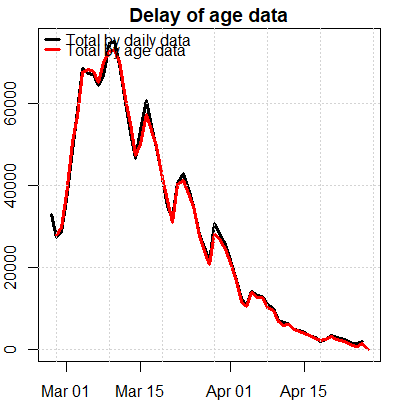 Delay of age data
Total by daily data
Total by age data
60000
40000
20000
0
Mar 01 Mar 15 Apr 01 Apr 15